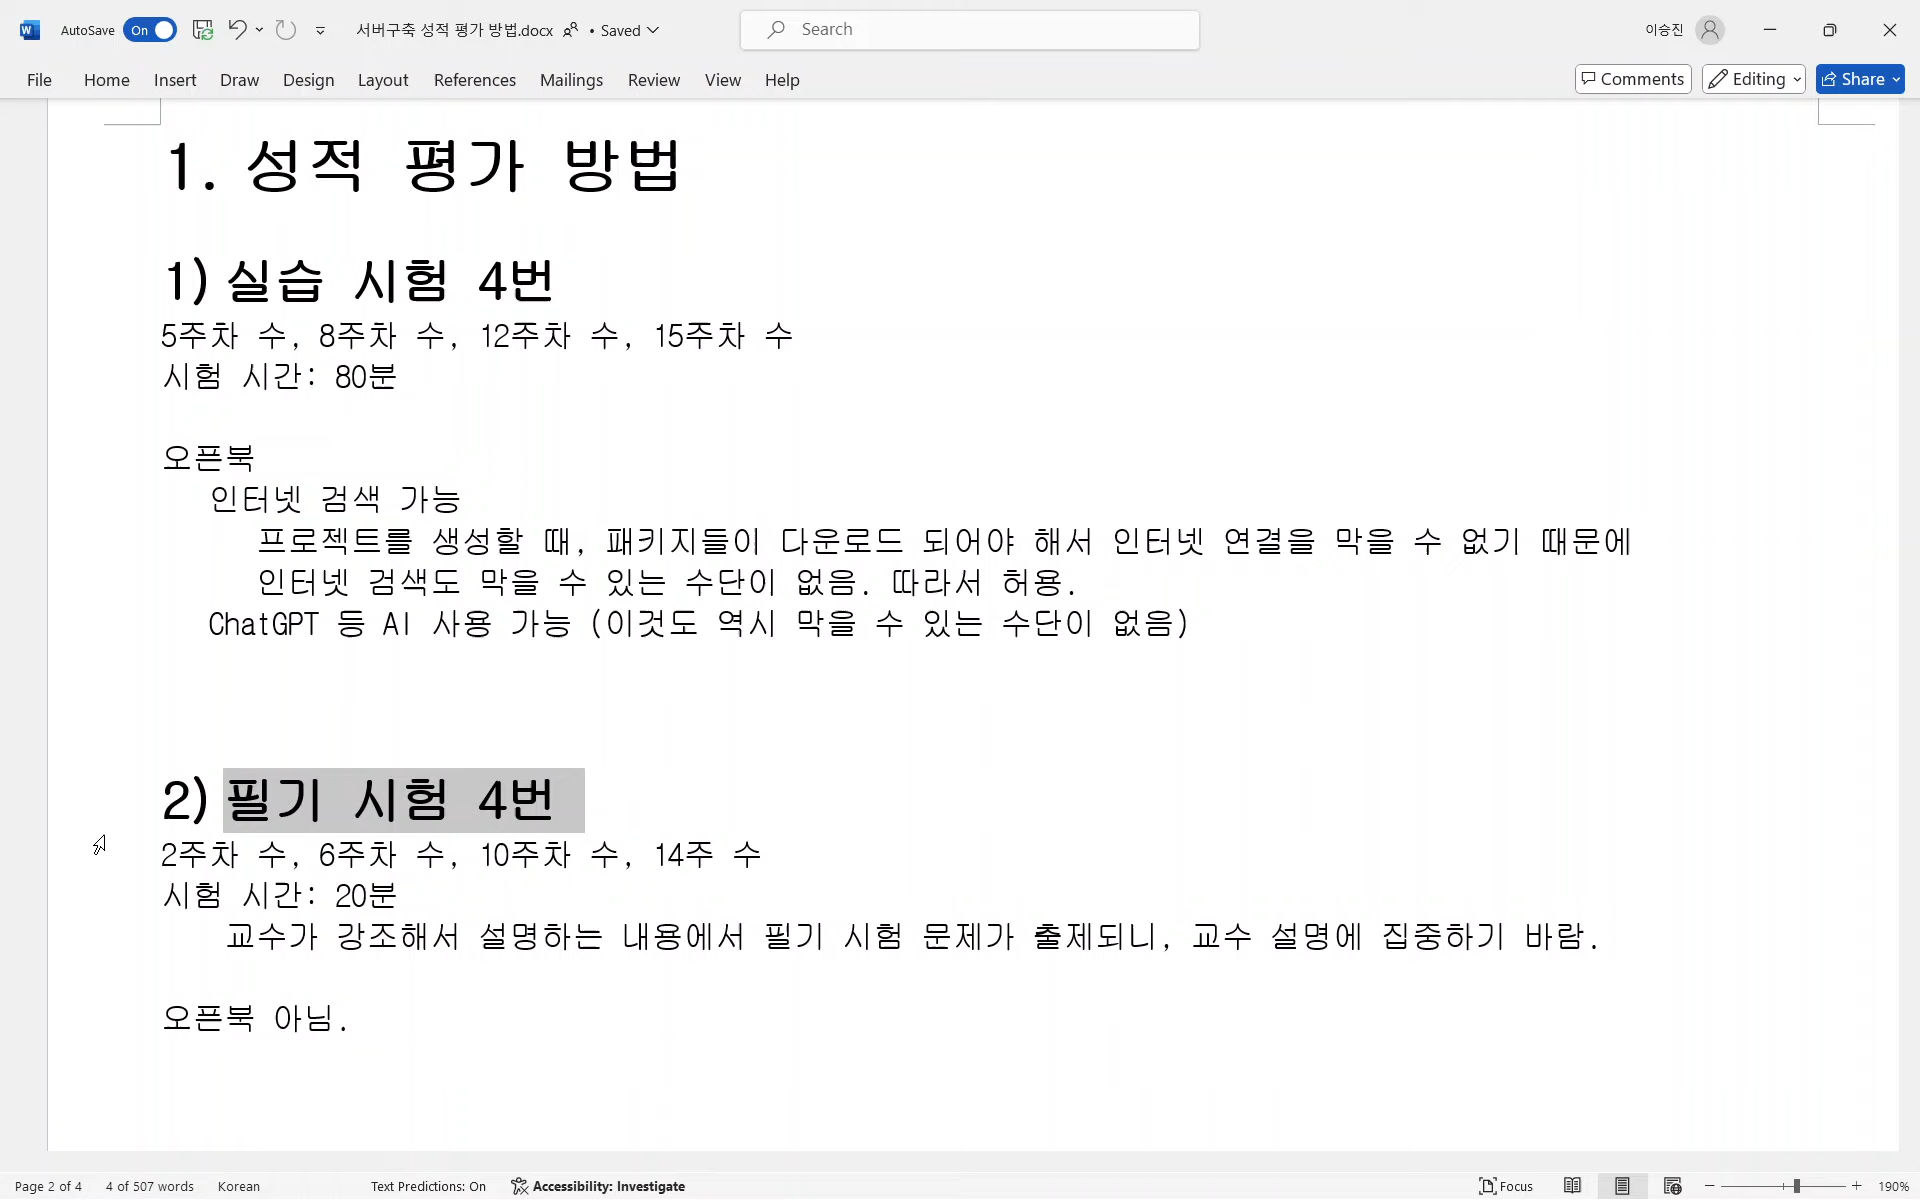 AutoSave On 서버구축 성적 평가 방법.docx • Saved Search 이승진
File Home Insert Draw Design Layout References Mailings Review View Help Comments Editing Share
1. 성적 평가 방법
1) 실습 시험 4번
5주차 수, 8주차 수, 12주차 수, 15주차 수
시험 시간: 80분
오픈북
인터넷 검색 가능
프로젝트를 생성할 때, 패키지들이 다운로드 되어야 해서 인터넷 연결을 막을 수 없기 때문에
인터넷 검색도 막을 수 있는 수단이 없음. 따라서 허용.
ChatGPT 등 AI 사용 가능 (이것도 역시 막을 수 있는 수단이 없음)
2) 필기 시험 4번
2주차 수, 6주차 수, 10주차 수, 14주 수
시험 시간: 20분
교수가 강조해서 설명하는 내용에서 필기 시험 문제가 출제되니, 교수 설명에 집중하기 바람.
오픈북 아님.
Page 2 of 4 4 of 507 words Korean Text Predictions: On Accessibility: Investigate Focus 190%